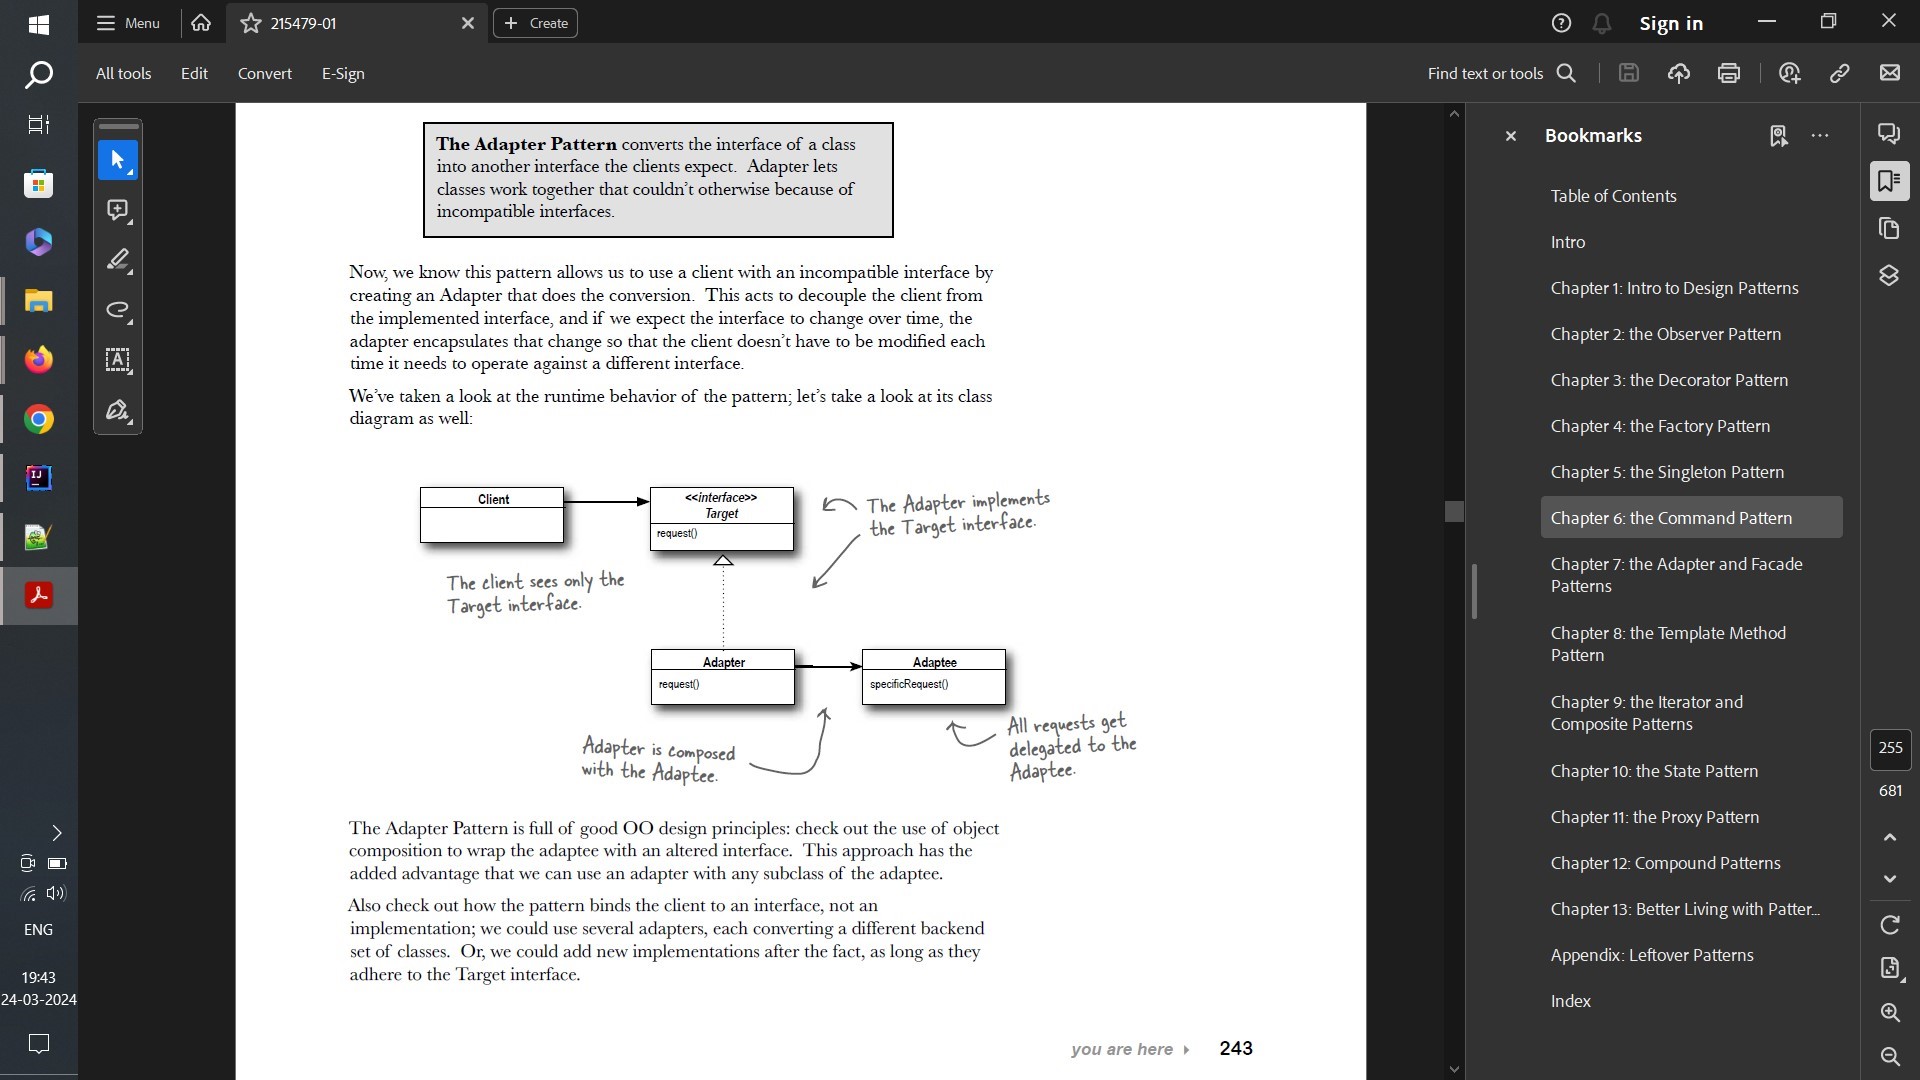 Menu
215479-01
Create
Sign in
All tools
Edit
Convert
E-Sign
Find text or tools
The Adapter Pattern converts the interface of a class
into another interface the clients expect. Adapter lets
classes work together that couldn't otherwise because of
incompatible interfaces.
Now, we know this pattern allows us to use a client with an incompatible interface by
creating an Adapter that does the conversion. This acts to decouple the client from
the implemented interface, and if we expect the interface to change over time, the
adapter encapsulates that change so that the client doesn't have to be modified each
time it needs to operate against a different interface.
We've taken a look at the runtime behavior of the pattern; let's take a look at its class
diagram as well:
Client
<<interface>>
Target
request()
The Adapter implements
the Target interface.
The client sees only the
Target interface.
Adapter
request()
Adaptee
specificRequest()
Adapter is composed
with the Adaptee.
All requests get
delegated to the
Adaptee.
The Adapter Pattern is full of good OO design principles: check out the use of object
composition to wrap the adaptee with an altered interface. This approach has the
added advantage that we can use an adapter with any subclass of the adaptee.
Also check out how the pattern binds the client to an interface, not an
implementation; we could use several adapters, each converting a different backend
set of classes. Or, we could add new implementations after the fact, as long as they
adhere to the Target interface.
you are here
243
Bookmarks
Table of Contents
Intro
Chapter 1: Intro to Design Patterns
Chapter 2: the Observer Pattern
Chapter 3: the Decorator Pattern
Chapter 4: the Factory Pattern
Chapter 5: the Singleton Pattern
Chapter 6: the Command Pattern
Chapter 7: the Adapter and Facade
Patterns
Chapter 8: the Template Method
Pattern
Chapter 9: the Iterator and
Composite Patterns
Chapter 10: the State Pattern
Chapter 11: the Proxy Pattern
Chapter 12: Compound Patterns
Chapter 13: Better Living with Patter...
Appendix: Leftover Patterns
Index
255
681
IJ
ENG
19:43
24-03-2024